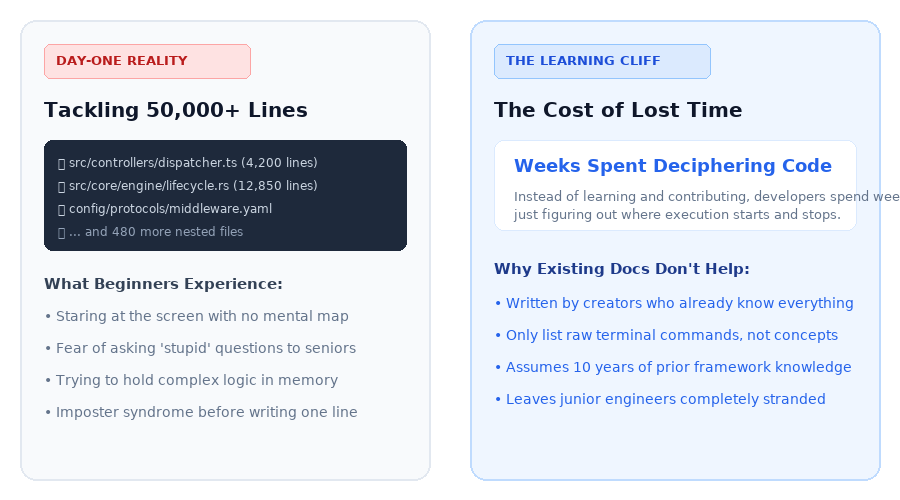 DAY-ONE REALITY
Tackling 50,000+ Lines
src/controllers/dispatcher.ts (4,200 lines)
src/core/engine/lifecycle.rs (12,850 lines)
config/protocols/middleware.yaml
... and 480 more nested files
What Beginners Experience:
• Staring at the screen with no mental map
• Fear of asking 'stupid' questions to seniors
• Trying to hold complex logic in memory
• Imposter syndrome before writing one line
THE LEARNING CLIFF
The Cost of Lost Time
Weeks Spent Deciphering Code
Instead of learning and contributing, developers spend wee
just figuring out where execution starts and stops.
Why Existing Docs Don't Help:
• Written by creators who already know everything
• Only list raw terminal commands, not concepts
• Assumes 10 years of prior framework knowledge
• Leaves junior engineers completely stranded